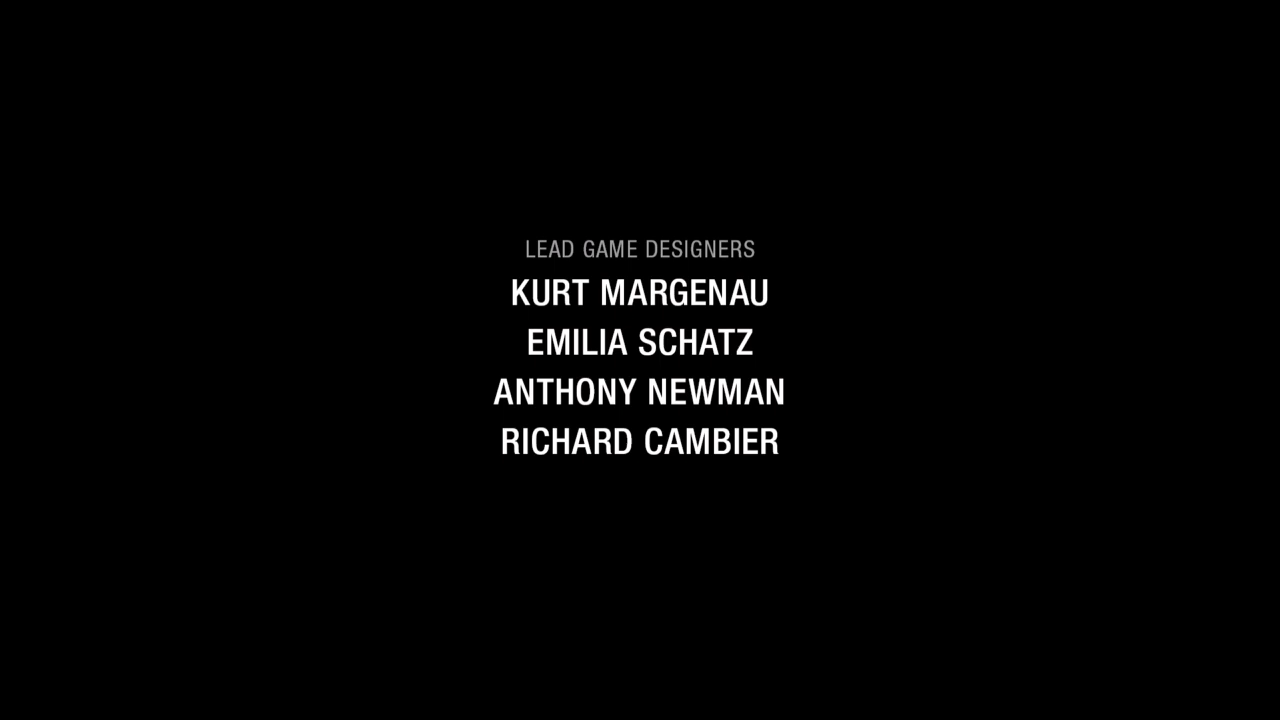 LEAD GAME DESIGNERS
KURT MARGENAU
EMILIA SCHATZ
ANTHONY NEWMAN
RICHARD CAMBIER